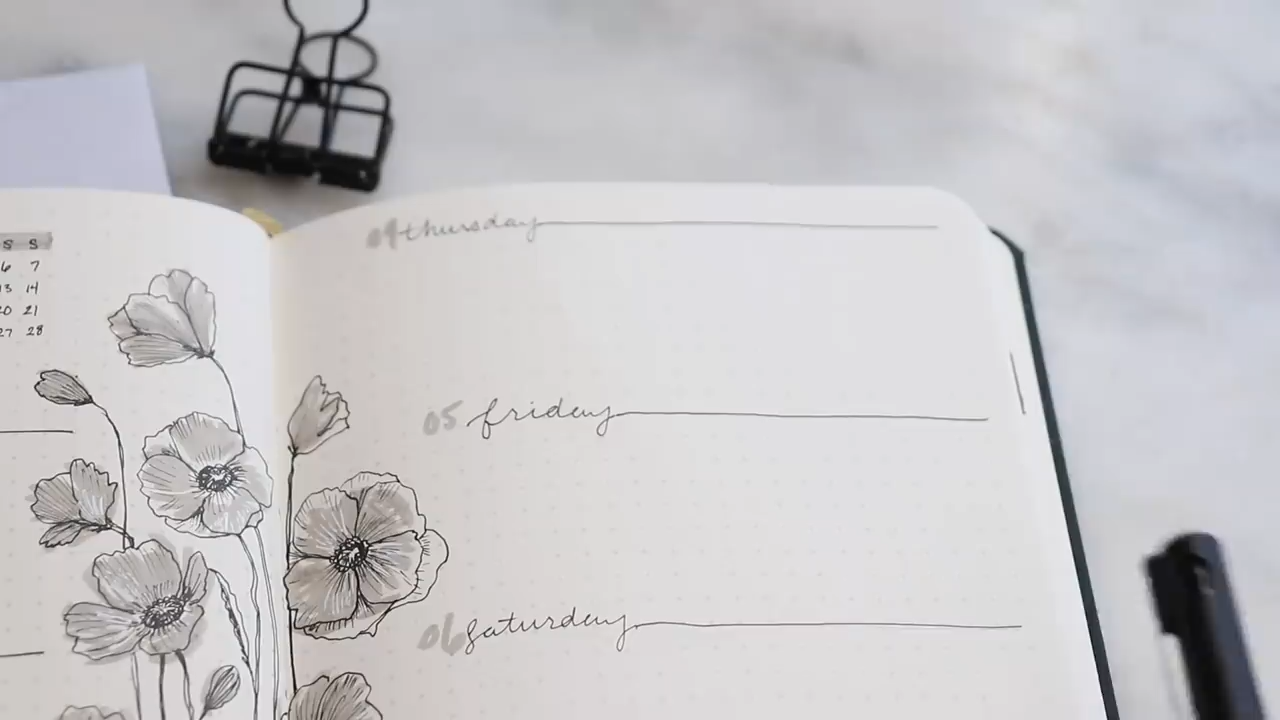 S S
6 7
13 14
20 21
27 28
04 thursday
05 friday
06 saturday